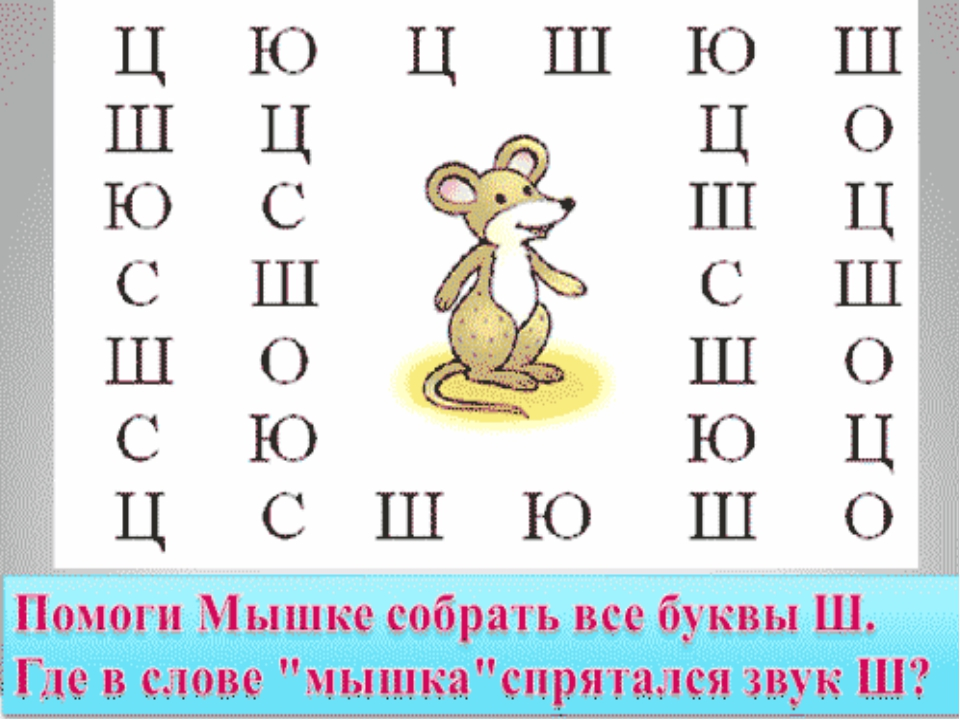 Ц Ю Ц Ш Ю Ш
Ш Ц Ц О
Ю С Ш Ц
С Ш С Ш
Ш О Ш О
С Ю Ю Ц
Ц С Ш Ю Ш О
Помоги Мышке собрать все буквы Ш.
Где в слове "мышка"спрятался звук Ш?